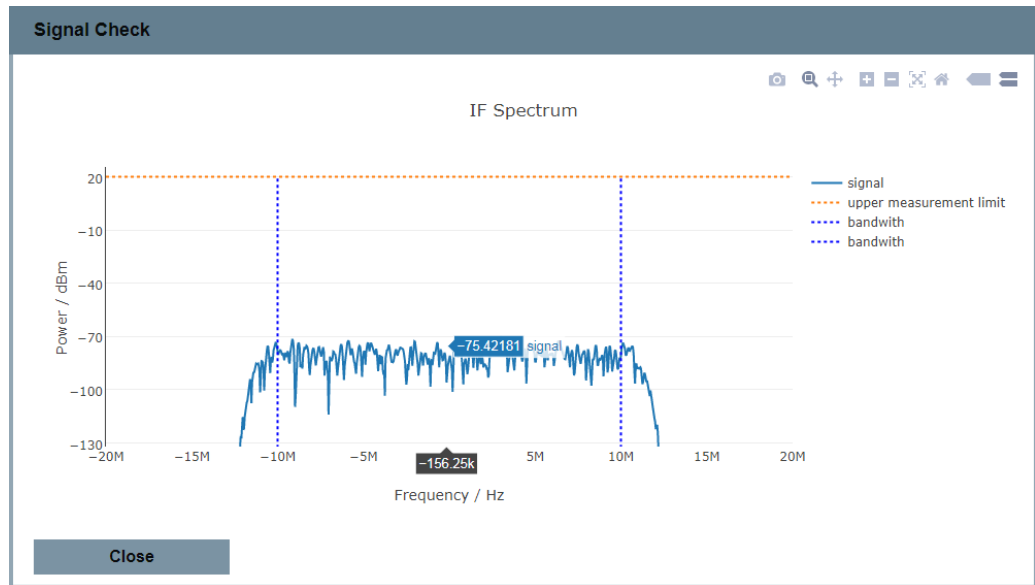 Signal Check
IF Spectrum
20
−10
−40
−70
−100
−130
Power / dBm
−20M
−15M
−10M
−5M
5M
10M
15M
20M
−156.25k
Frequency / Hz
−75.42181
signal
signal
upper measurement limit
bandwith
bandwith
Close